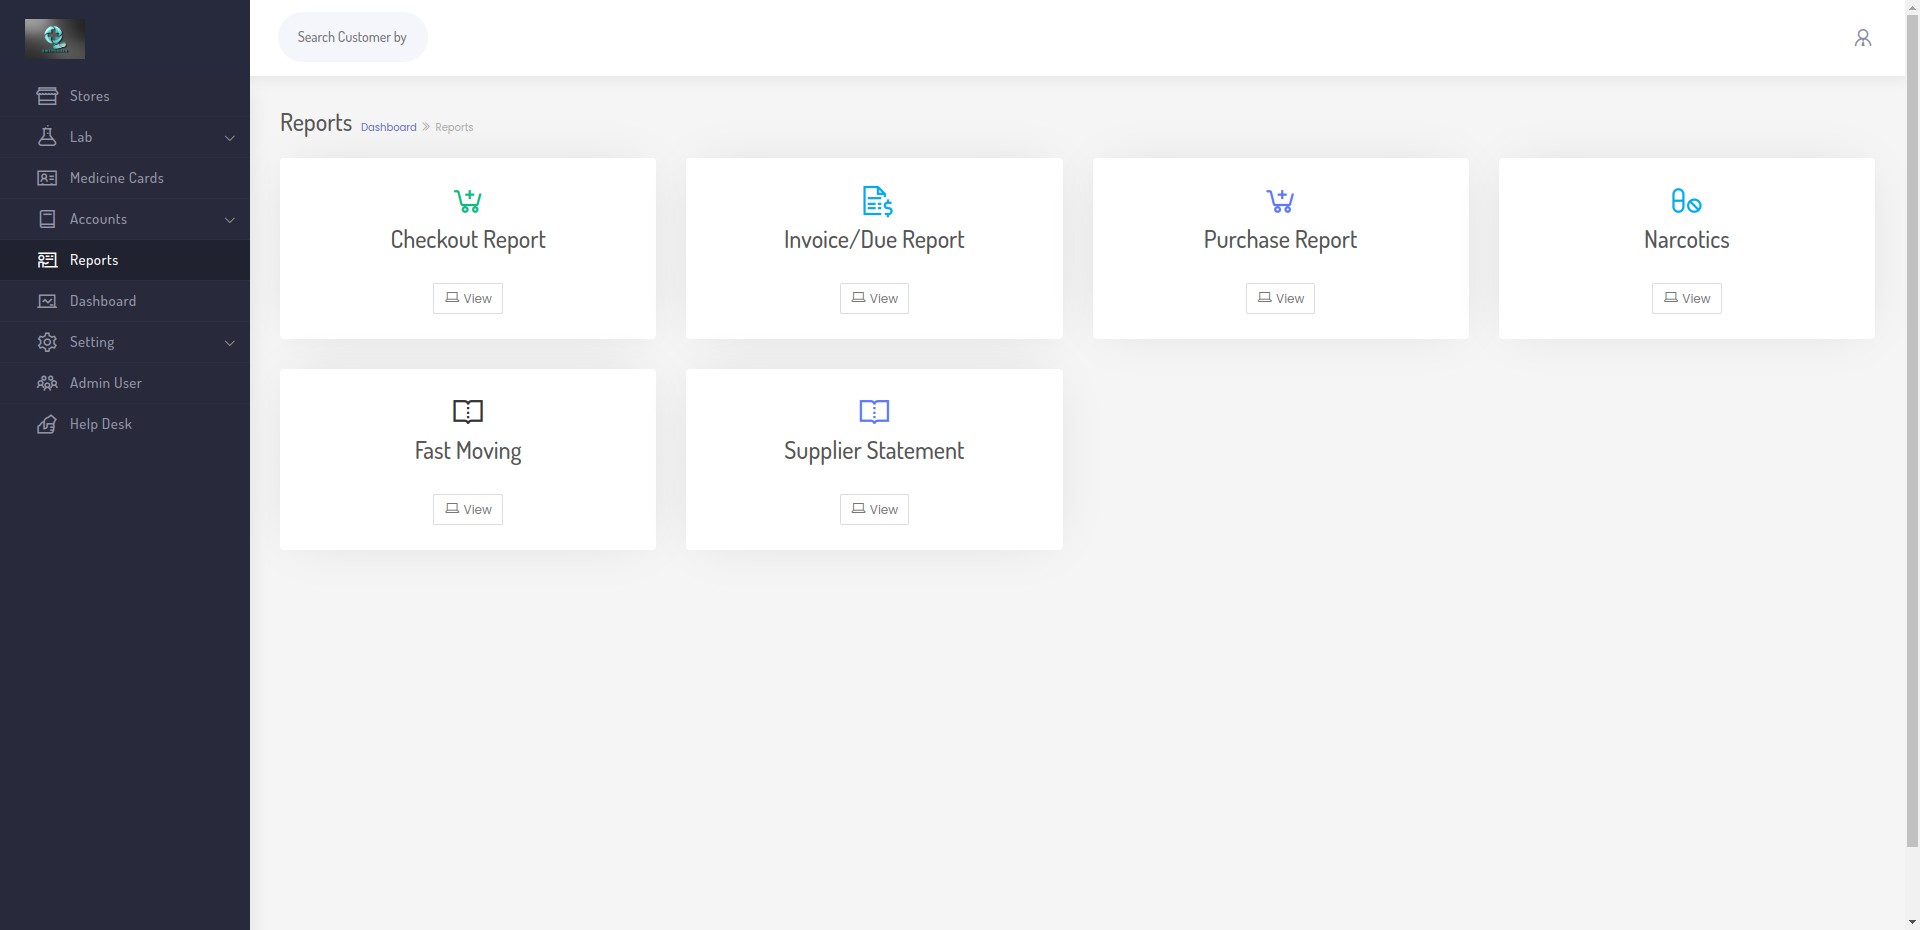 Search Customer by
Stores
Lab
Medicine Cards
Accounts
Reports
Dashboard
Setting
Admin User
Help Desk
Reports Dashboard » Reports
Checkout Report
View
Invoice/Due Report
View
Purchase Report
View
Narcotics
View
Fast Moving
View
Supplier Statement
View